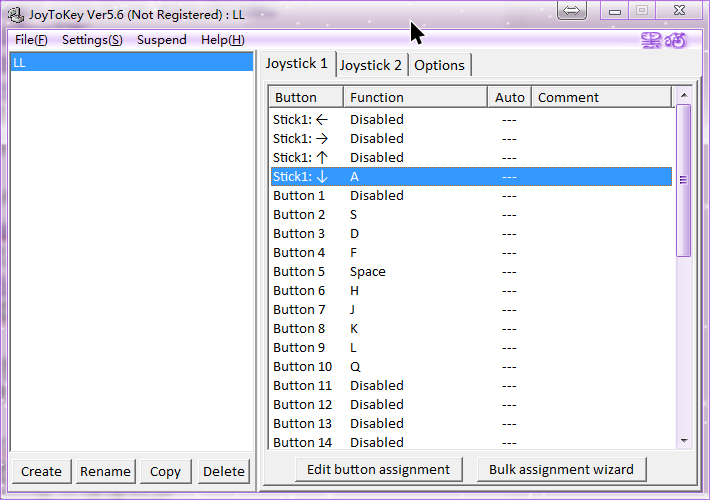 JoyToKey Ver5.6 (Not Registered) : LL
File(F) Settings(S) Suspend Help(H)
墨猫
LL
Joystick 1 Joystick 2 Options
Button Function Auto Comment
Stick1: ← Disabled ---
Stick1: → Disabled ---
Stick1: ↑ Disabled ---
Stick1: ↓ A ---
Button 1 Disabled ---
Button 2 S ---
Button 3 D ---
Button 4 F ---
Button 5 Space ---
Button 6 H ---
Button 7 J ---
Button 8 K ---
Button 9 L ---
Button 10 Q ---
Button 11 Disabled ---
Button 12 Disabled ---
Button 13 Disabled ---
Button 14 Disabled ---
Create Rename Copy Delete
Edit button assignment Bulk assignment wizard